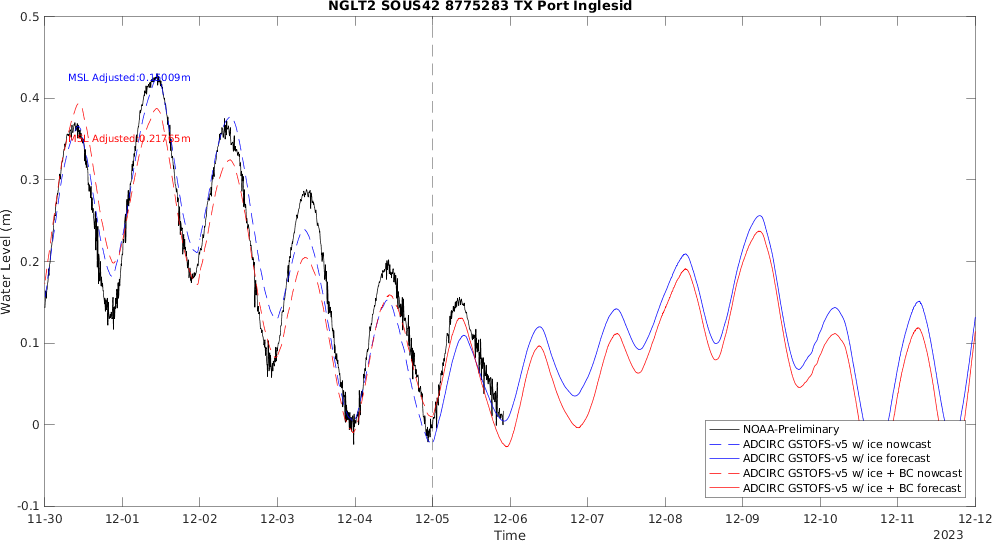 NGLT2 SOUS42 8775283 TX Port Inglesid
0.5
0.4
0.3
0.2
0.1
0
-0.1
Water Level (m)
MSL Adjusted:0.15009m
MSL Adjusted:0.21755m
NOAA-Preliminary
ADCIRC GSTOFS-v5 w/ ice nowcast
ADCIRC GSTOFS-v5 w/ ice forecast
ADCIRC GSTOFS-v5 w/ ice + BC nowcast
ADCIRC GSTOFS-v5 w/ ice + BC forecast
11-30 12-01 12-02 12-03 12-04 12-05 12-06 12-07 12-08 12-09 12-10 12-11 12-12
Time
2023